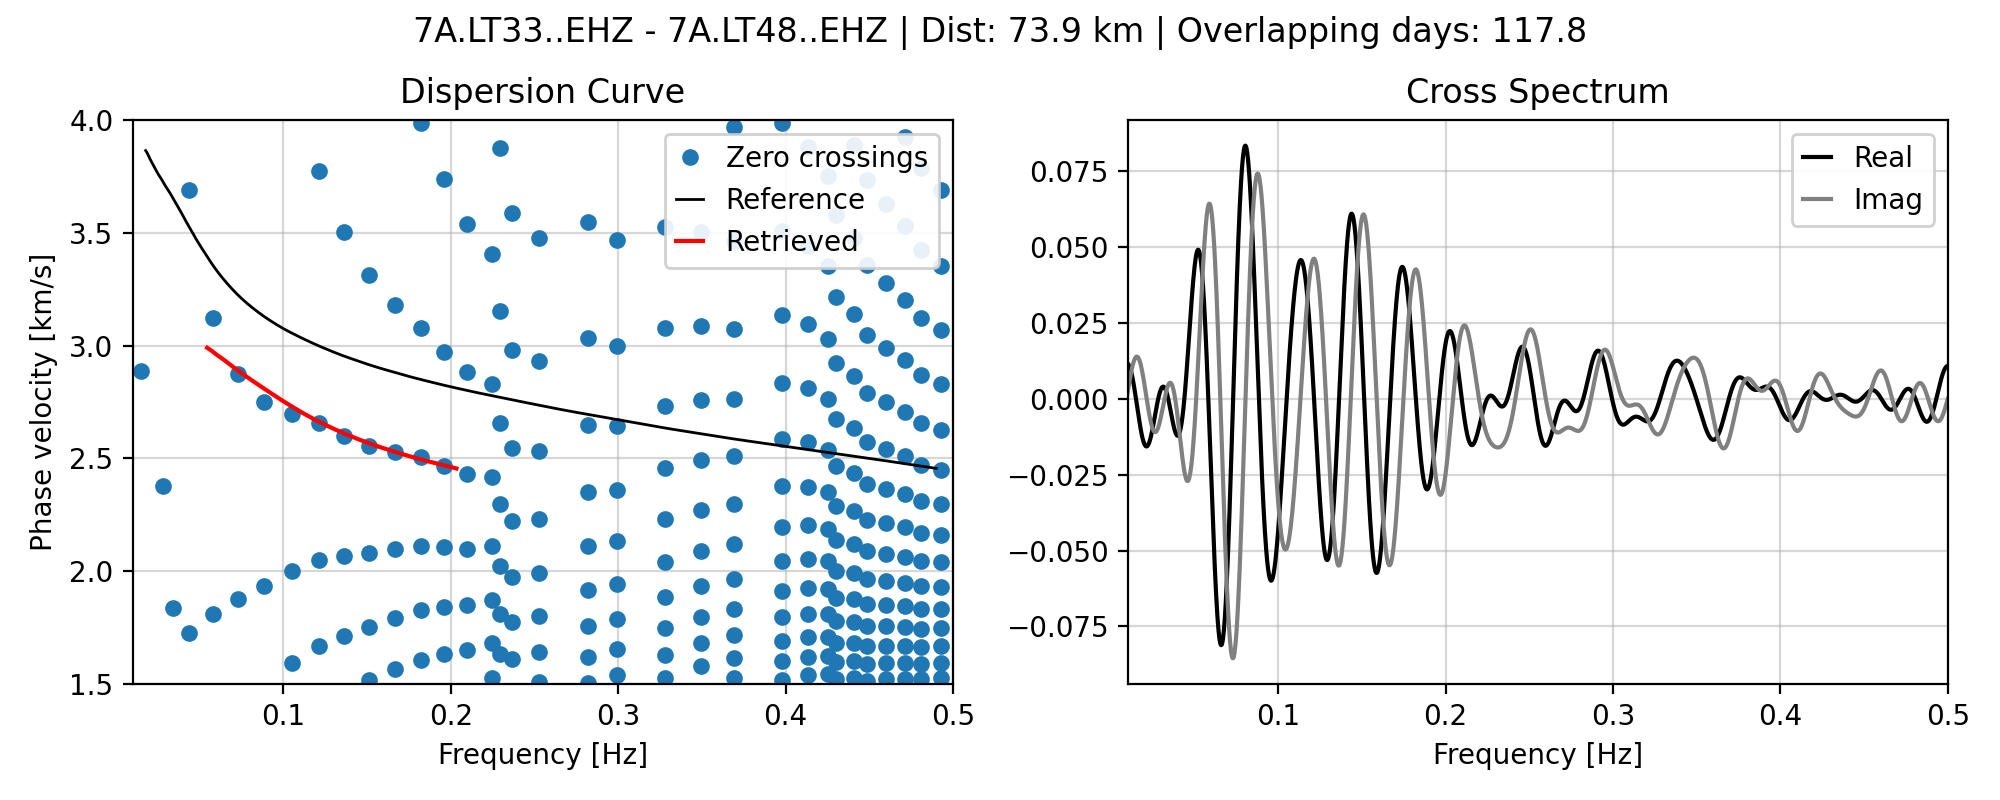 7A.LT33..EHZ - 7A.LT48..EHZ | Dist: 73.9 km | Overlapping days: 117.8
Dispersion Curve
Phase velocity [km/s]
4.0
3.5
3.0
2.5
2.0
1.5
0.1
0.2
0.3
0.4
0.5
Frequency [Hz]
Zero crossings
Reference
Retrieved
Cross Spectrum
0.075
0.050
0.025
0.000
−0.025
−0.050
−0.075
0.1
0.2
0.3
0.4
0.5
Frequency [Hz]
Real
Imag